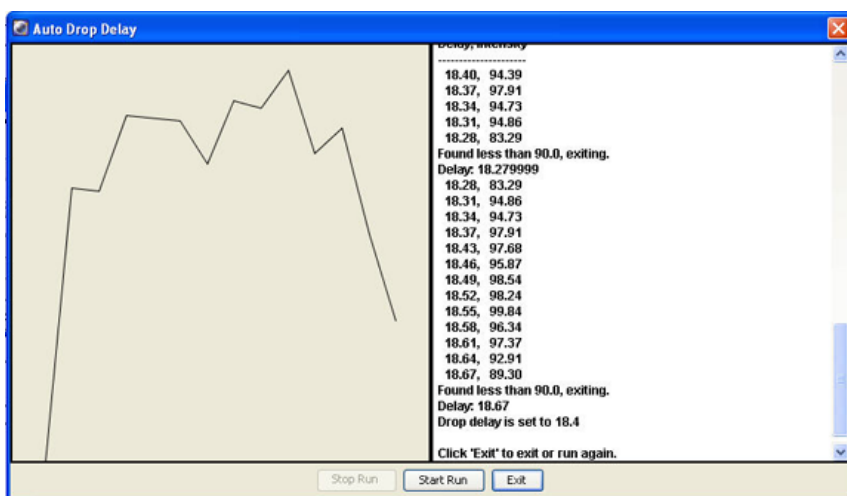 Auto Drop Delay
Delay, Intensity
---------------------
18.40, 94.39
18.37, 97.91
18.34, 94.73
18.31, 94.86
18.28, 83.29
Found less than 90.0, exiting.
Delay: 18.279999
18.28, 83.29
18.31, 94.86
18.34, 94.73
18.37, 97.91
18.43, 97.68
18.46, 95.87
18.49, 98.54
18.52, 98.24
18.55, 99.84
18.58, 96.34
18.61, 97.37
18.64, 92.91
18.67, 89.30
Found less than 90.0, exiting.
Delay: 18.67
Drop delay is set to 18.4
Click 'Exit' to exit or run again.
Stop Run Start Run Exit